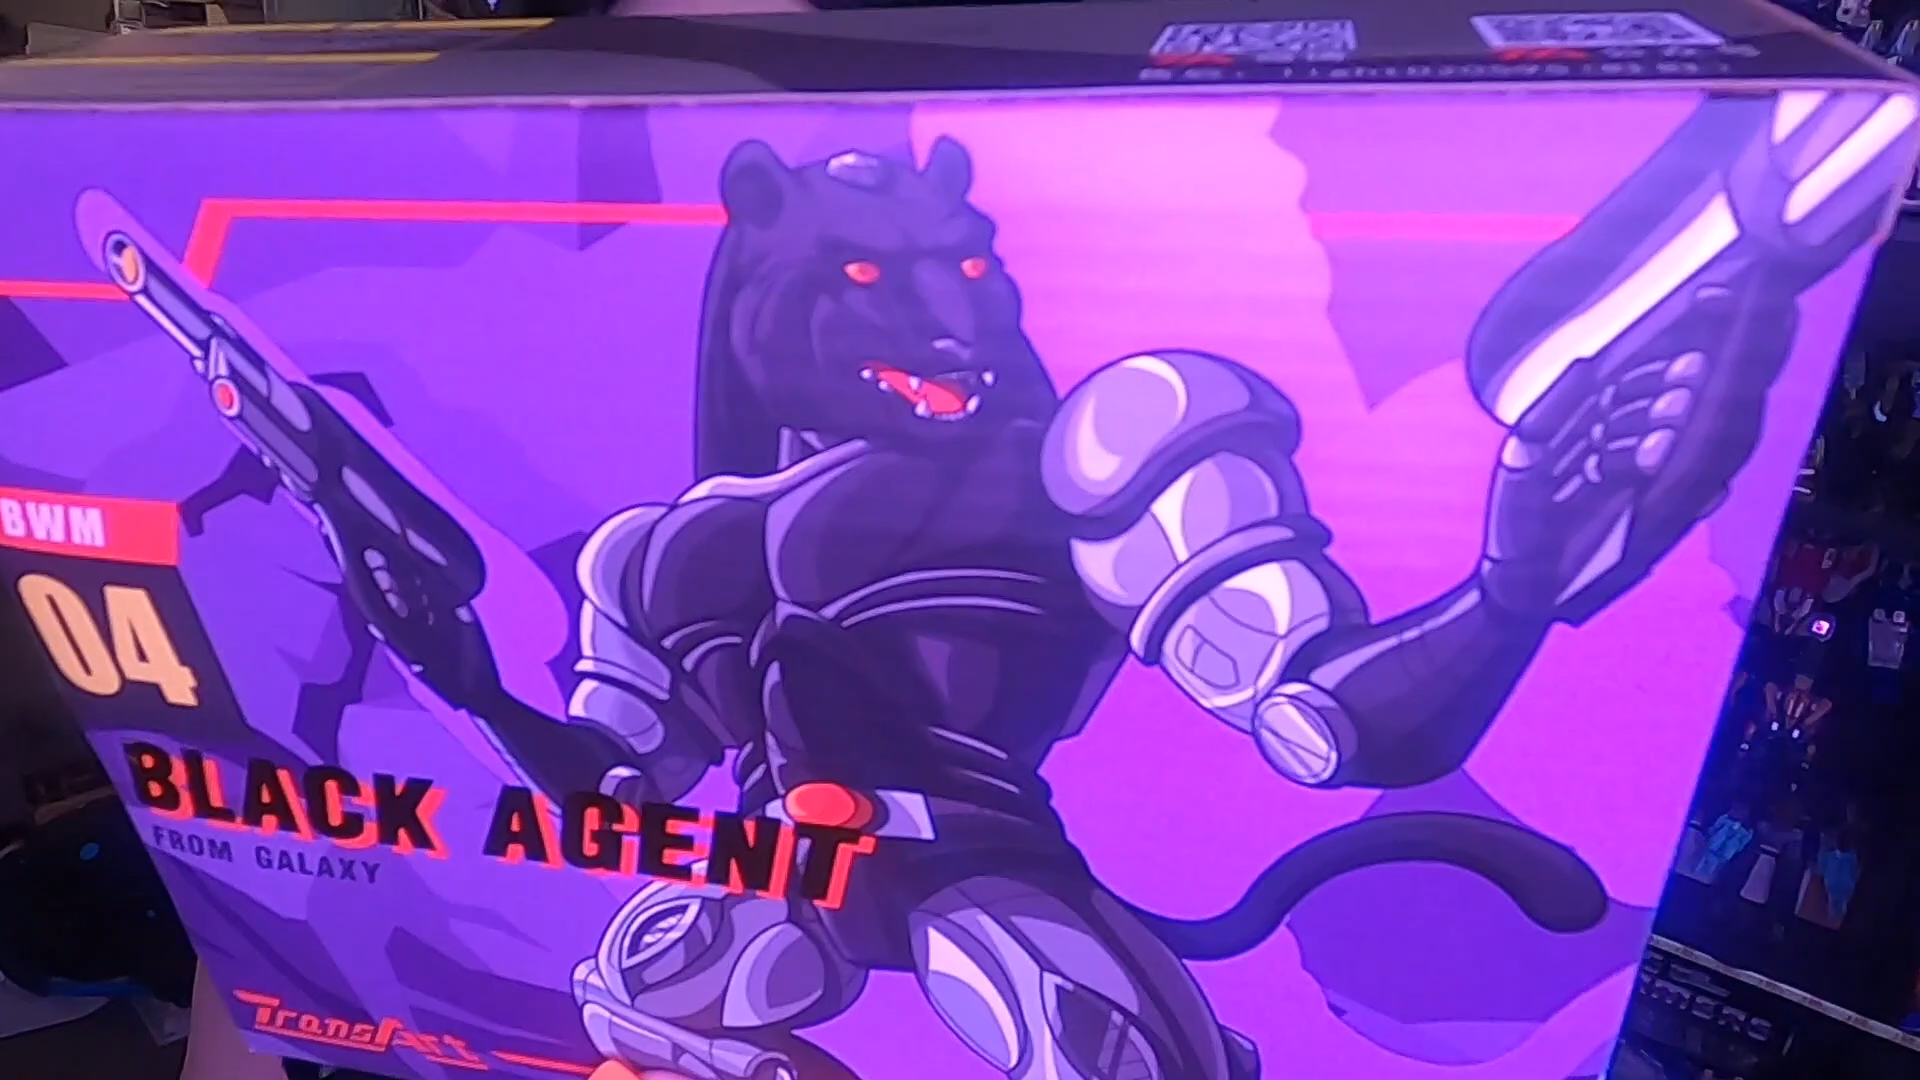 BWM
04
BLACK AGENT
FROM GALAXY
TransArt